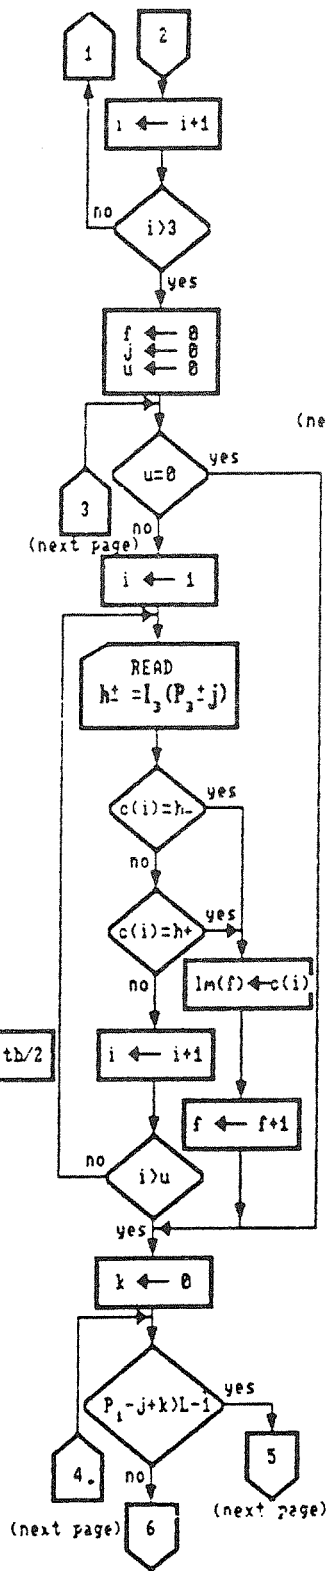 1
2
i ← i+1
no
i>3
yes
f ← 0
j ← 0
u ← 0
(ne
u=0
yes
3
(next page)
no
i ← 1
READ
h± =I₃(P₃±j)
c(i)=h-
yes
no
c(i)=h+
yes
no
Im(f)←c(i)
tb/2
i ← i+1
f ← f+1
no
i>u
yes
k ← 0
P₁-j+k>L-1
yes
4.
no
5
(next page)
6
(next page)